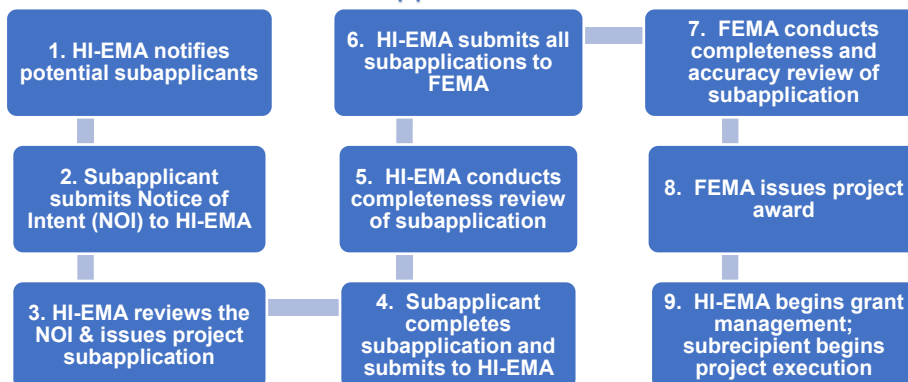 1. HI-EMA notifies
potential subapplicants
2. Subapplicant
submits Notice of
Intent (NOI) to HI-EMA
3. HI-EMA reviews the
NOI & issues project
subapplication
4. Subapplicant
completes
subapplication and
submits to HI-EMA
5. HI-EMA conducts
completeness review
of subapplication
6. HI-EMA submits all
subapplications to
FEMA
7. FEMA conducts
completeness and
accuracy review of
subapplication
8. FEMA issues project
award
9. HI-EMA begins grant
management;
subrecipient begins
project execution